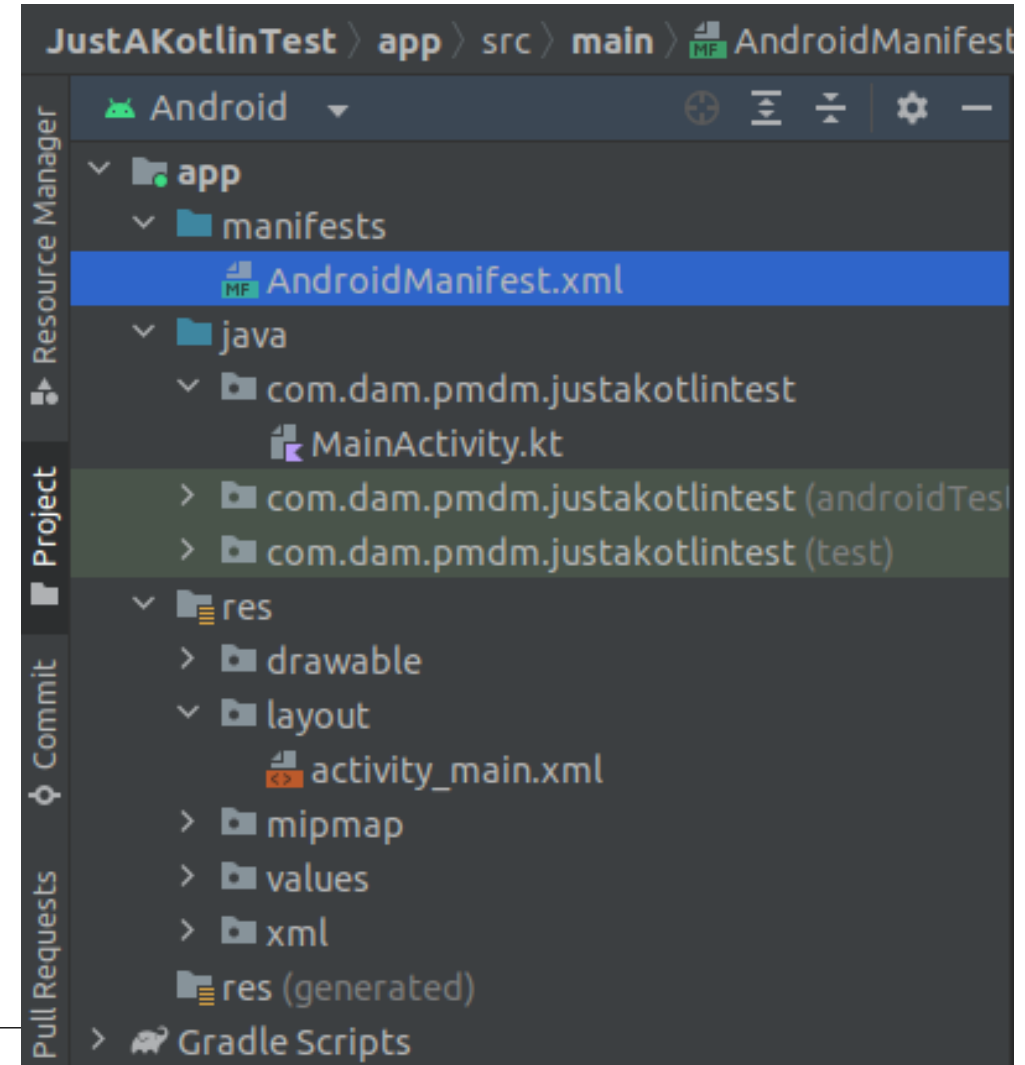 JustAKotlinTest 〉 app 〉 src 〉 main 〉 AndroidManifest
Android
app
manifests
MF AndroidManifest.xml
java
com.dam.pmdm.justakotlintest
MainActivity.kt
com.dam.pmdm.justakotlintest (androidTes
com.dam.pmdm.justakotlintest (test)
res
drawable
layout
activity_main.xml
mipmap
values
xml
res (generated)
Gradle Scripts
Resource Manager
Project
Commit
Pull Requests